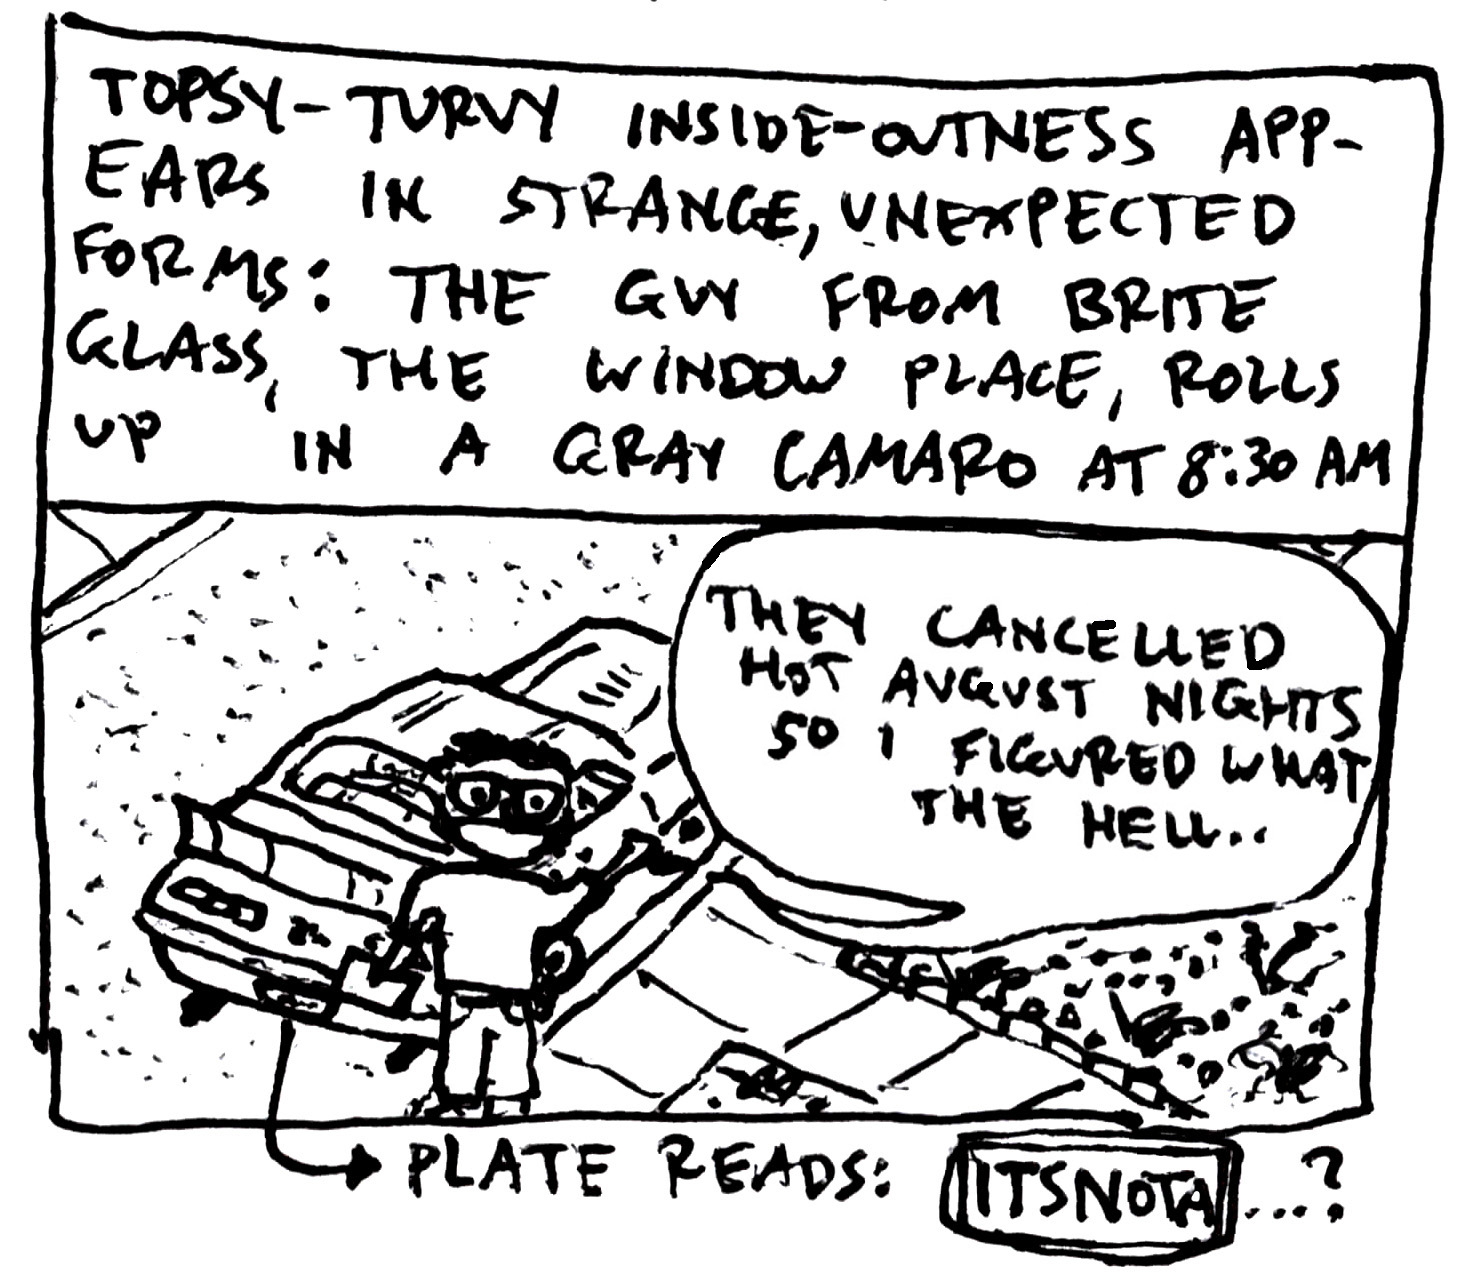 TOPSY-TURVY INSIDE-OUTNESS APP-
EARS IN STRANGE, UNEXPECTED
FORMS: THE GUY FROM BRITE
GLASS, THE WINDOW PLACE, ROLLS
UP IN A GRAY CAMARO AT 8:30 AM
THEY CANCELLED
HOT AUGUST NIGHTS
SO I FIGURED WHAT
THE HELL..
PLATE READS: ITSNOTA ...?